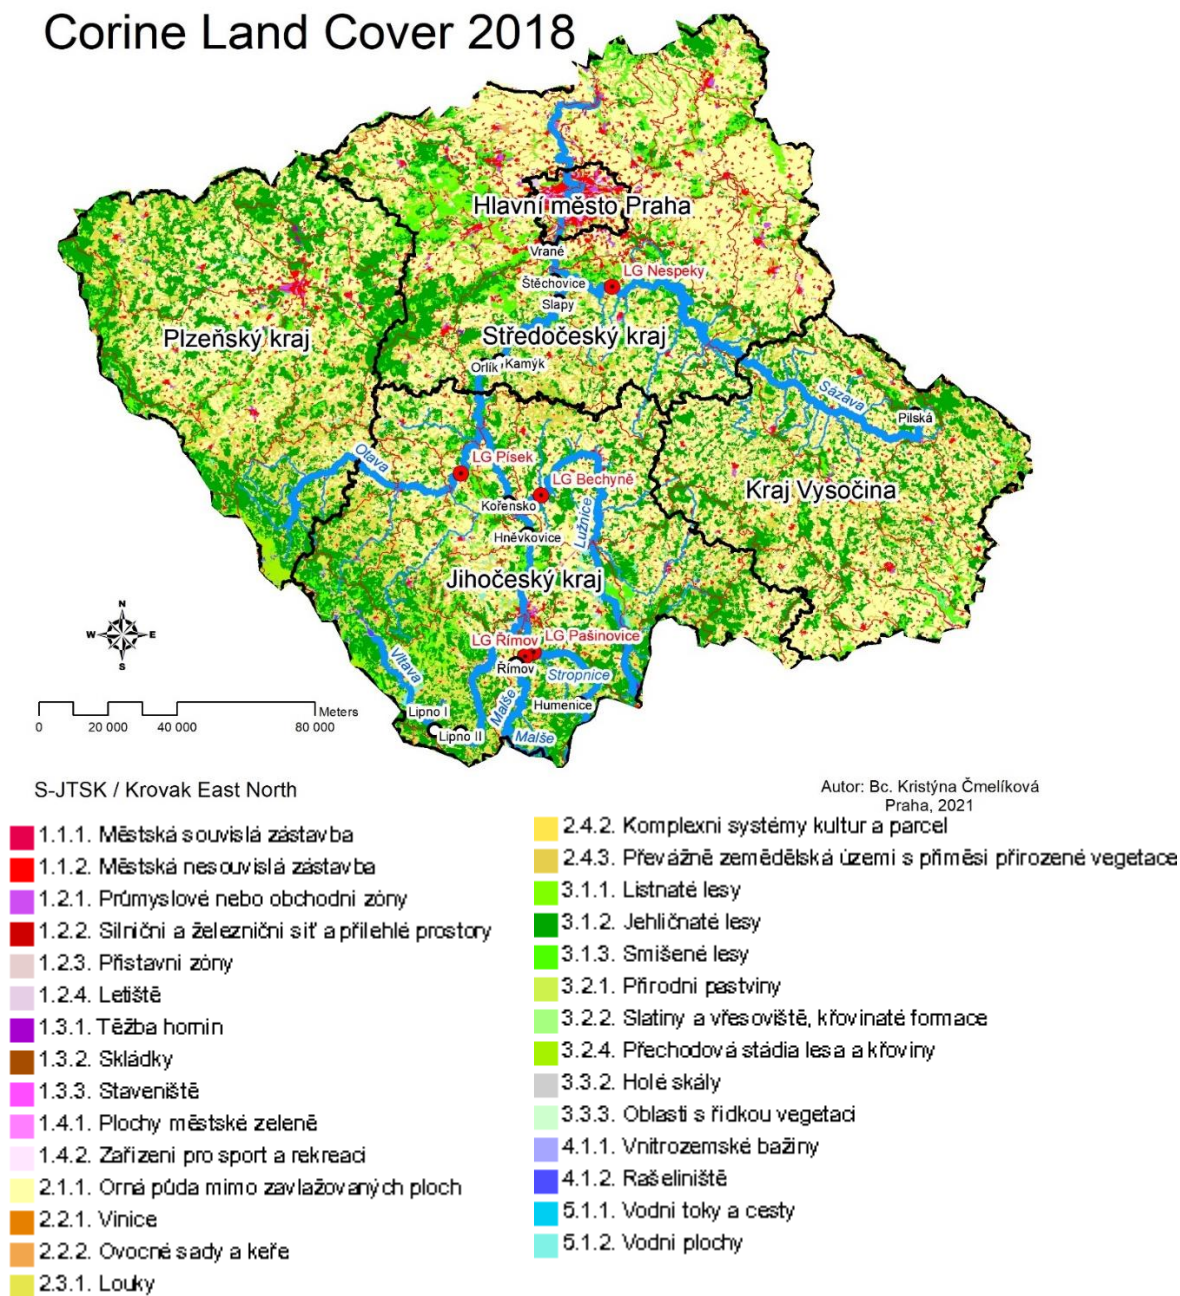 Corine Land Cover 2018
Hlavní město Praha
Vrané
LG Nespeky
Štěchovice
Slapy
Plzeňský kraj
Středočeský kraj
Orlík
Kamýk
Sázava
Pilská
Otava
LG Písek
LG Bechyně
Kraj Vysočina
Kořensko
Lužnice
Hněvkovice
Jihočeský kraj
N
W
E
S
LG Římov
LG Pašinovice
Římov
Stropnice
Vltava
Malše
Humenice
Lipno I
Lipno II
Malše
Meters
0
20 000
40 000
80 000
S-JTSK / Krovak East North
Autor: Bc. Kristýna Čmelíková
Praha, 2021
1.1.1. Městská souvislá zástavba
1.1.2. Městská nesouvislá zástavba
1.2.1. Průmyslové nebo obchodní zóny
1.2.2. Silniční a železniční síť a přilehlé prostory
1.2.3. Přístavní zóny
1.2.4. Letiště
1.3.1. Těžba hornin
1.3.2. Skládky
1.3.3. Staveniště
1.4.1. Plochy městské zeleně
1.4.2. Zařízení pro sport a rekreaci
2.1.1. Orná půda mimo zavlažovaných ploch
2.2.1. Vinice
2.2.2. Ovocné sady a keře
2.3.1. Louky
2.4.2. Komplexní systémy kultur a parcel
2.4.3. Převážně zemědělská území s příměsí přirozené vegetace
3.1.1. Listnaté lesy
3.1.2. Jehličnaté lesy
3.1.3. Smíšené lesy
3.2.1. Přírodní pastviny
3.2.2. Slatiny a vřesoviště, křovinaté formace
3.2.4. Přechodová stádia lesa a křoviny
3.3.2. Holé skály
3.3.3. Oblasti s řídkou vegetací
4.1.1. Vnitrozemské bažiny
4.1.2. Rašeliniště
5.1.1. Vodní toky a cesty
5.1.2. Vodní plochy